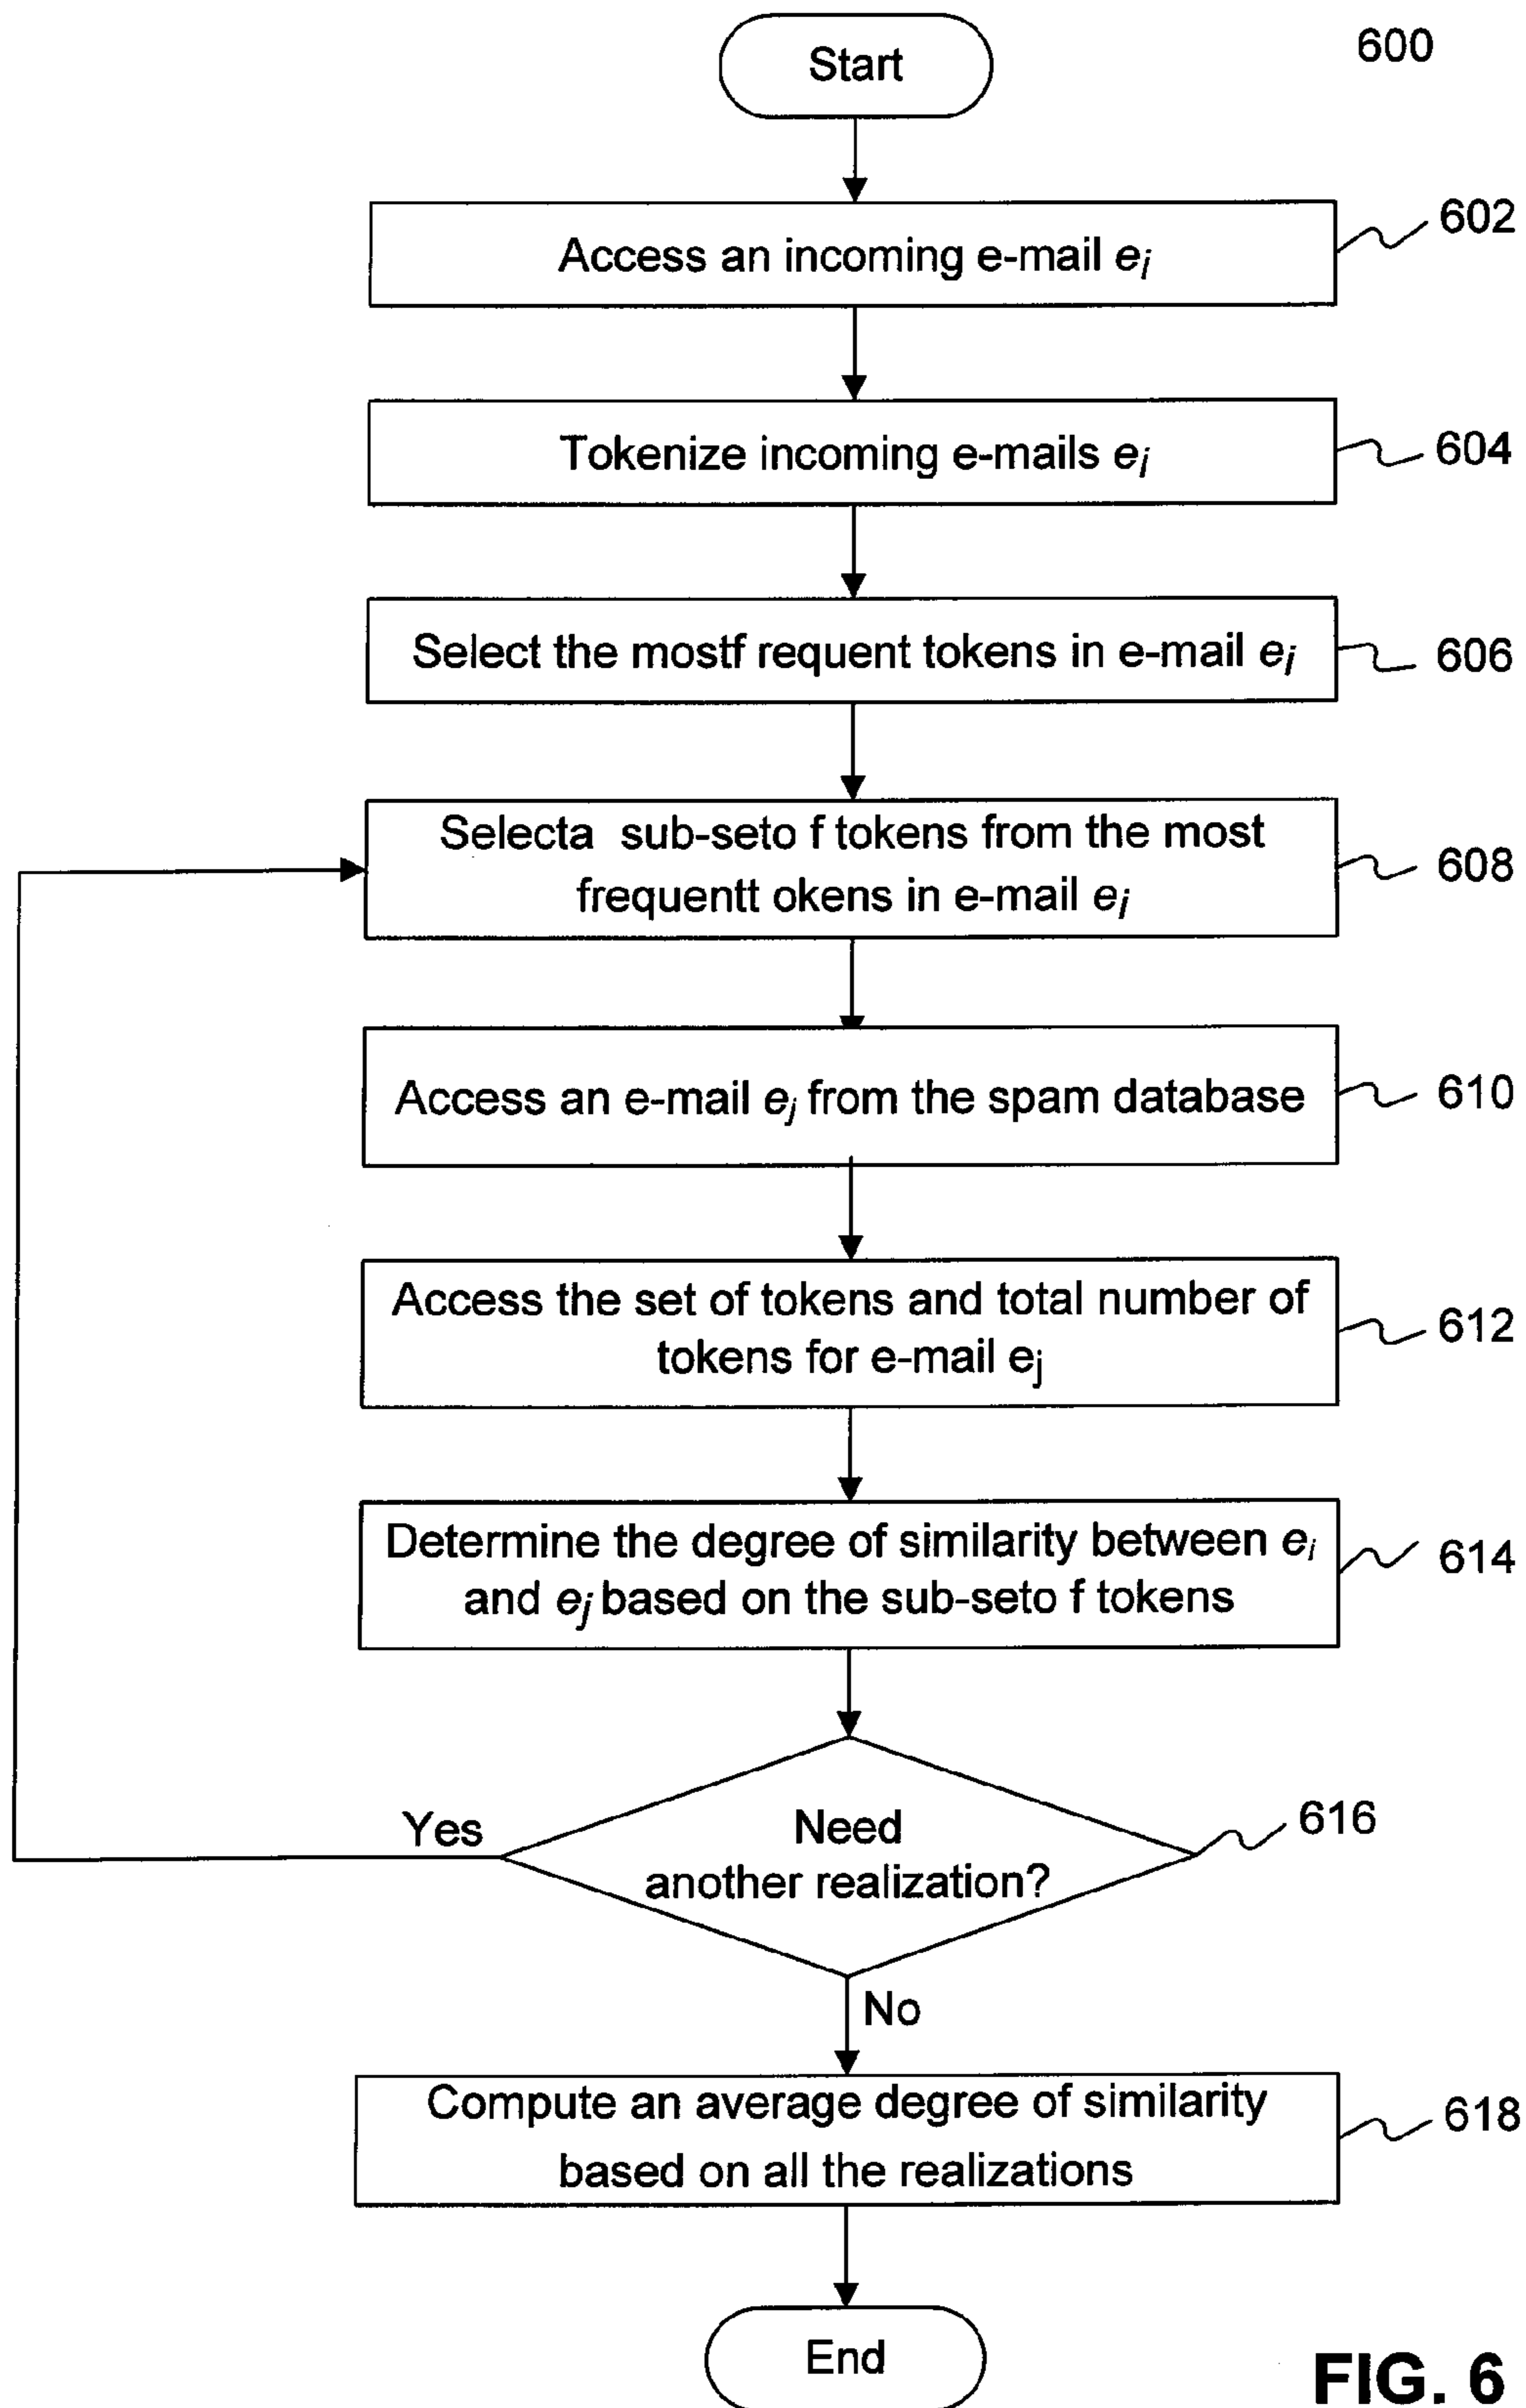 600
Start
Access an incoming e-mail ei
602
Tokenize incoming e-mails ei
604
Select the mostf requent tokens in e-mail ei
606
Selecta sub-seto f tokens from the most
frequentt okens in e-mail ei
608
Access an e-mail ej from the spam database
610
Access the set of tokens and total number of
tokens for e-mail ej
612
Determine the degree of similarity between ei
and ej based on the sub-seto f tokens
614
Need
another realization?
616
Yes
No
Compute an average degree of similarity
based on all the realizations
618
End
FIG. 6